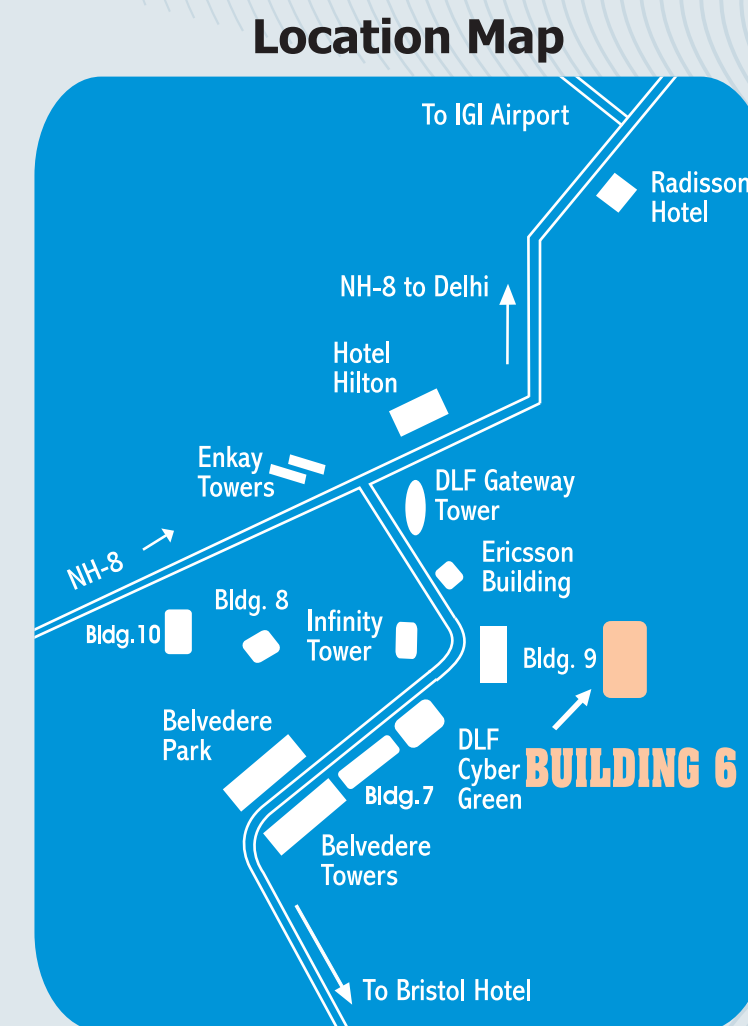 Location Map
To IGI Airport
Radisson
Hotel
NH-8 to Delhi
Hotel
Hilton
Enkay
Towers
DLF Gateway
Tower
NH-8
Ericsson
Building
Bldg. 8
Bldg.10
Infinity
Tower
Bldg. 9
Belvedere
Park
DLF
Cyber
Green
BUILDING 6
Bldg.7
Belvedere
Towers
To Bristol Hotel